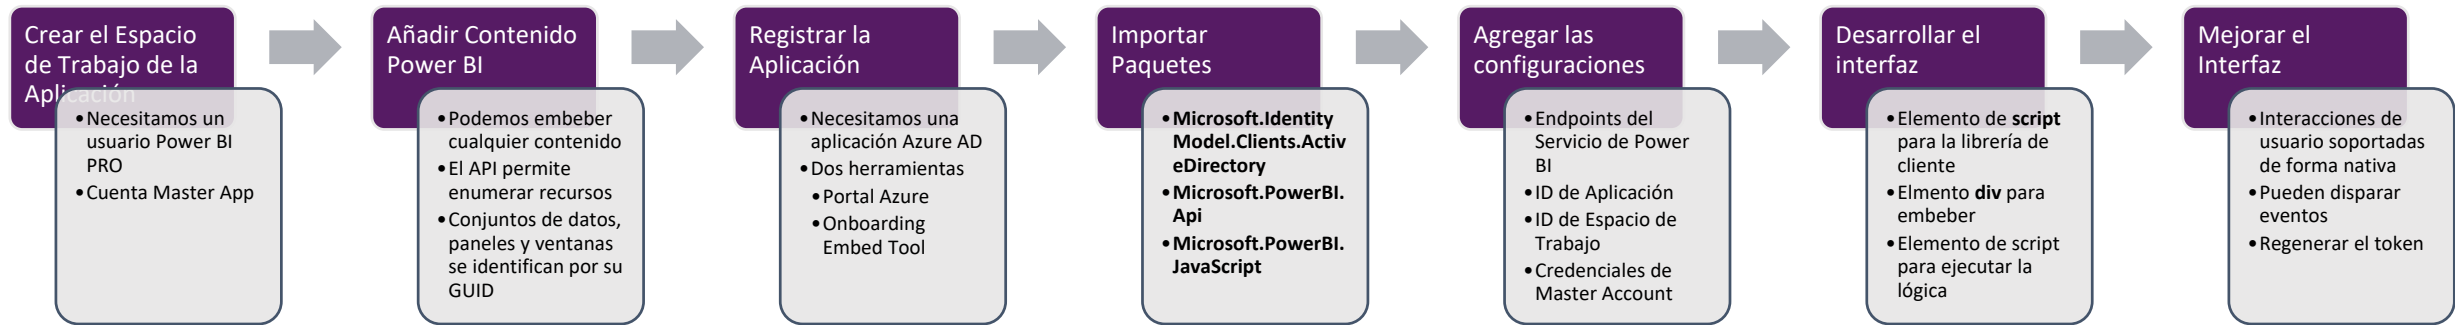 Crear el Espacio
de Trabajo de la
Aplicación
•Necesitamos un
usuario Power BI
PRO
•Cuenta Master App
Añadir Contenido
Power BI
•Podemos embeber
cualquier contenido
•El API permite
enumerar recursos
•Conjuntos de datos,
paneles y ventanas
se identifican por su
GUID
Registrar la
Aplicación
•Necesitamos una
aplicación Azure AD
•Dos herramientas
•Portal Azure
•Onboarding
Embed Tool
Importar
Paquetes
•Microsoft.Identity
Model.Clients.Activ
eDirectory
•Microsoft.PowerBI.
Api
•Microsoft.PowerBI.
JavaScript
Agregar las
configuraciones
•Endpoints del
Servicio de Power
BI
•ID de Aplicación
•ID de Espacio de
Trabajo
•Credenciales de
Master Account
Desarrollar el
interfaz
•Elemento de script
para la librería de
cliente
•Elmento div para
embeber
•Elemento de script
para ejecutar la
lógica
Mejorar el
Interfaz
•Interacciones de
usuario soportadas
de forma nativa
•Pueden disparar
eventos
•Regenerar el token